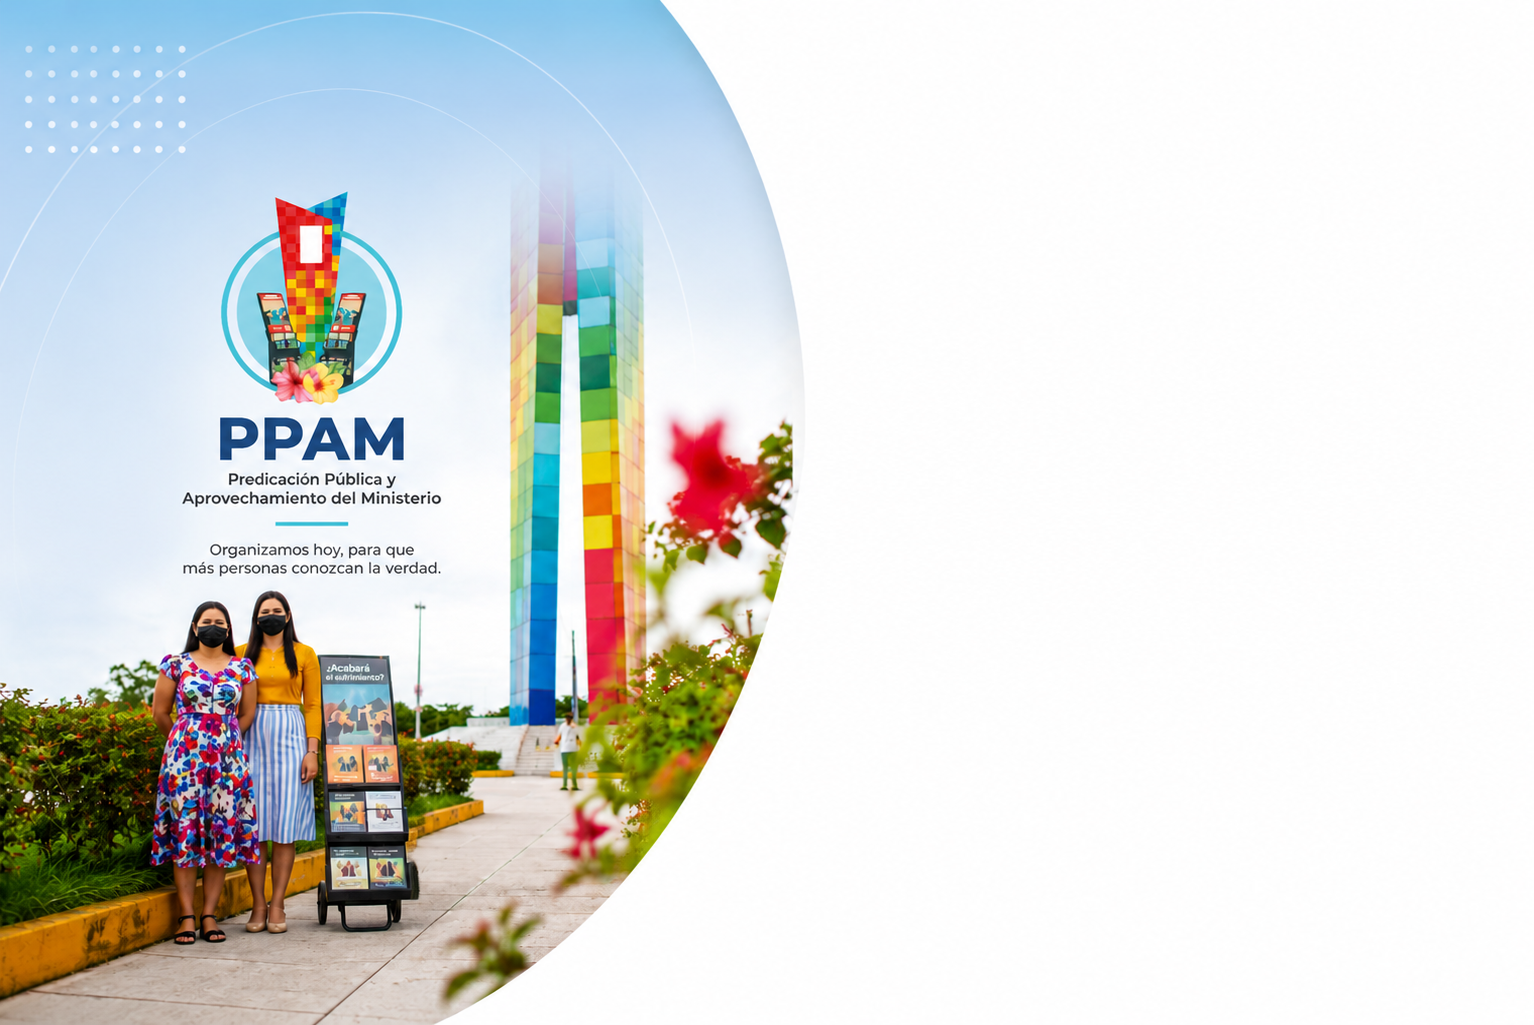 PPAM
Predicación Pública y
Aprovechamiento del Ministerio
Organizamos hoy, para que
más personas conozcan la verdad.
¿Acabará
el sufrimiento?